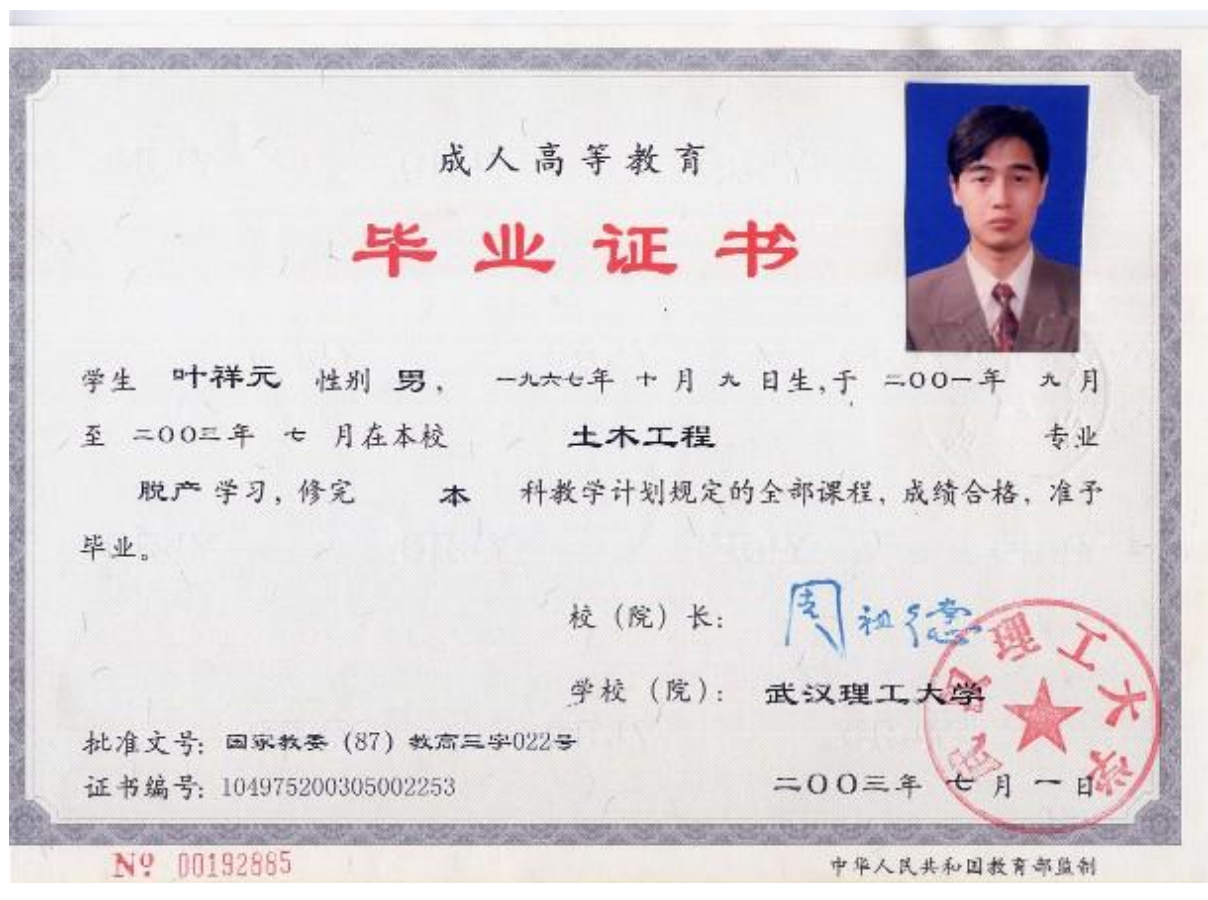 成人高等教育
毕业证书
学生 叶祥元 性别 男, 一九六七年 十 月 九 日生,于 二〇〇一年 九 月
至 二〇〇三年 七 月在本校 土木工程 专业
脱产 学习, 修完 本 科教学计划规定的全部课程, 成绩合格, 准予
毕业。
校 (院) 长: 周祖德
学校 (院): 武汉理工大学
武汉理工大学
批准文号: 国家教委 (87) 教高三字022号
证书编号: 104975200305002253
二〇〇三年 七 月 一 日
№ 00192885
中华人民共和国教育部监制